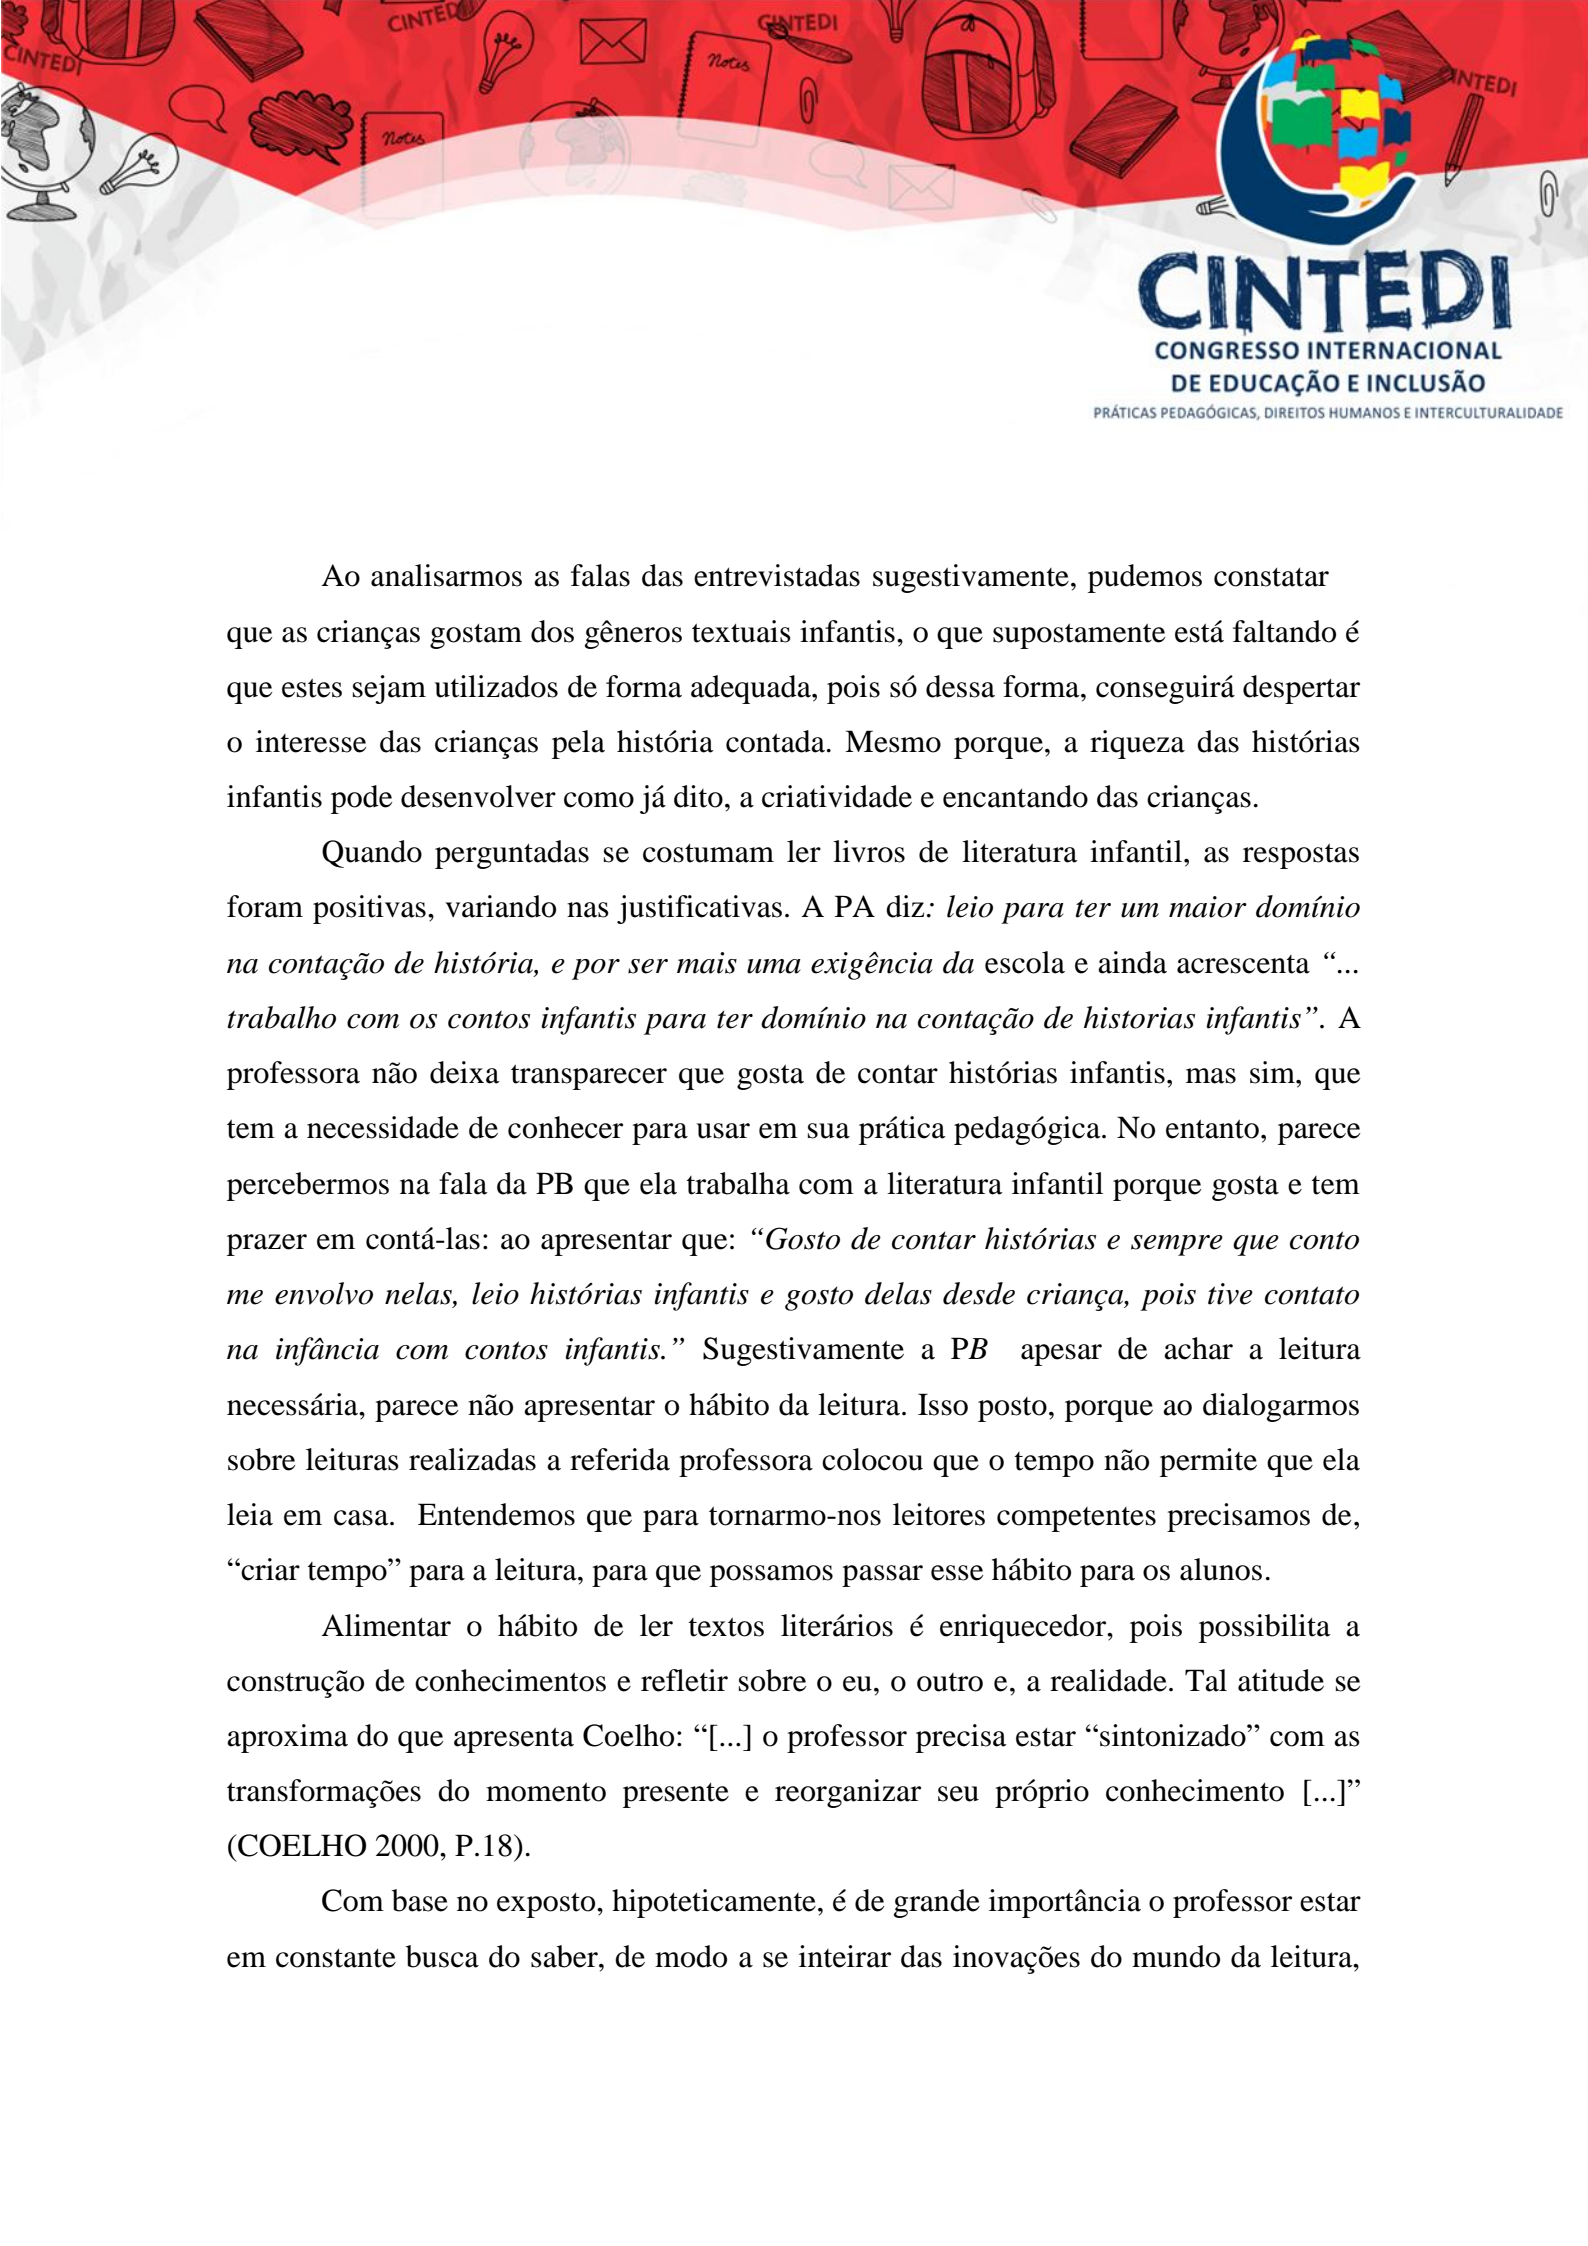 CINTEDI
CINTEDI
CINTEDI
Notes
Notes
CINTEDI
CONGRESSO INTERNACIONAL
DE EDUCAÇÃO E INCLUSÃO
PRÁTICAS PEDAGÓGICAS, DIREITOS HUMANOS E INTERCULTURALIDADE
Ao analisarmos as falas das entrevistadas sugestivamente, pudemos constatar
que as crianças gostam dos gêneros textuais infantis, o que supostamente está faltando é
que estes sejam utilizados de forma adequada, pois só dessa forma, conseguirá despertar
o interesse das crianças pela história contada. Mesmo porque, a riqueza das histórias
infantis pode desenvolver como já dito, a criatividade e encantando das crianças.
Quando perguntadas se costumam ler livros de literatura infantil, as respostas
foram positivas, variando nas justificativas. A PA diz: leio para ter um maior domínio
na contação de história, e por ser mais uma exigência da escola e ainda acrescenta “...
trabalho com os contos infantis para ter domínio na contação de historias infantis”. A
professora não deixa transparecer que gosta de contar histórias infantis, mas sim, que
tem a necessidade de conhecer para usar em sua prática pedagógica. No entanto, parece
percebermos na fala da PB que ela trabalha com a literatura infantil porque gosta e tem
prazer em contá-las: ao apresentar que: “Gosto de contar histórias e sempre que conto
me envolvo nelas, leio histórias infantis e gosto delas desde criança, pois tive contato
na infância com contos infantis.” Sugestivamente a PB apesar de achar a leitura
necessária, parece não apresentar o hábito da leitura. Isso posto, porque ao dialogarmos
sobre leituras realizadas a referida professora colocou que o tempo não permite que ela
leia em casa. Entendemos que para tornarmo-nos leitores competentes precisamos de,
“criar tempo” para a leitura, para que possamos passar esse hábito para os alunos.
Alimentar o hábito de ler textos literários é enriquecedor, pois possibilita a
construção de conhecimentos e refletir sobre o eu, o outro e, a realidade. Tal atitude se
aproxima do que apresenta Coelho: “[...] o professor precisa estar “sintonizado” com as
transformações do momento presente e reorganizar seu próprio conhecimento [...]”
(COELHO 2000, P.18).
Com base no exposto, hipoteticamente, é de grande importância o professor estar
em constante busca do saber, de modo a se inteirar das inovações do mundo da leitura,